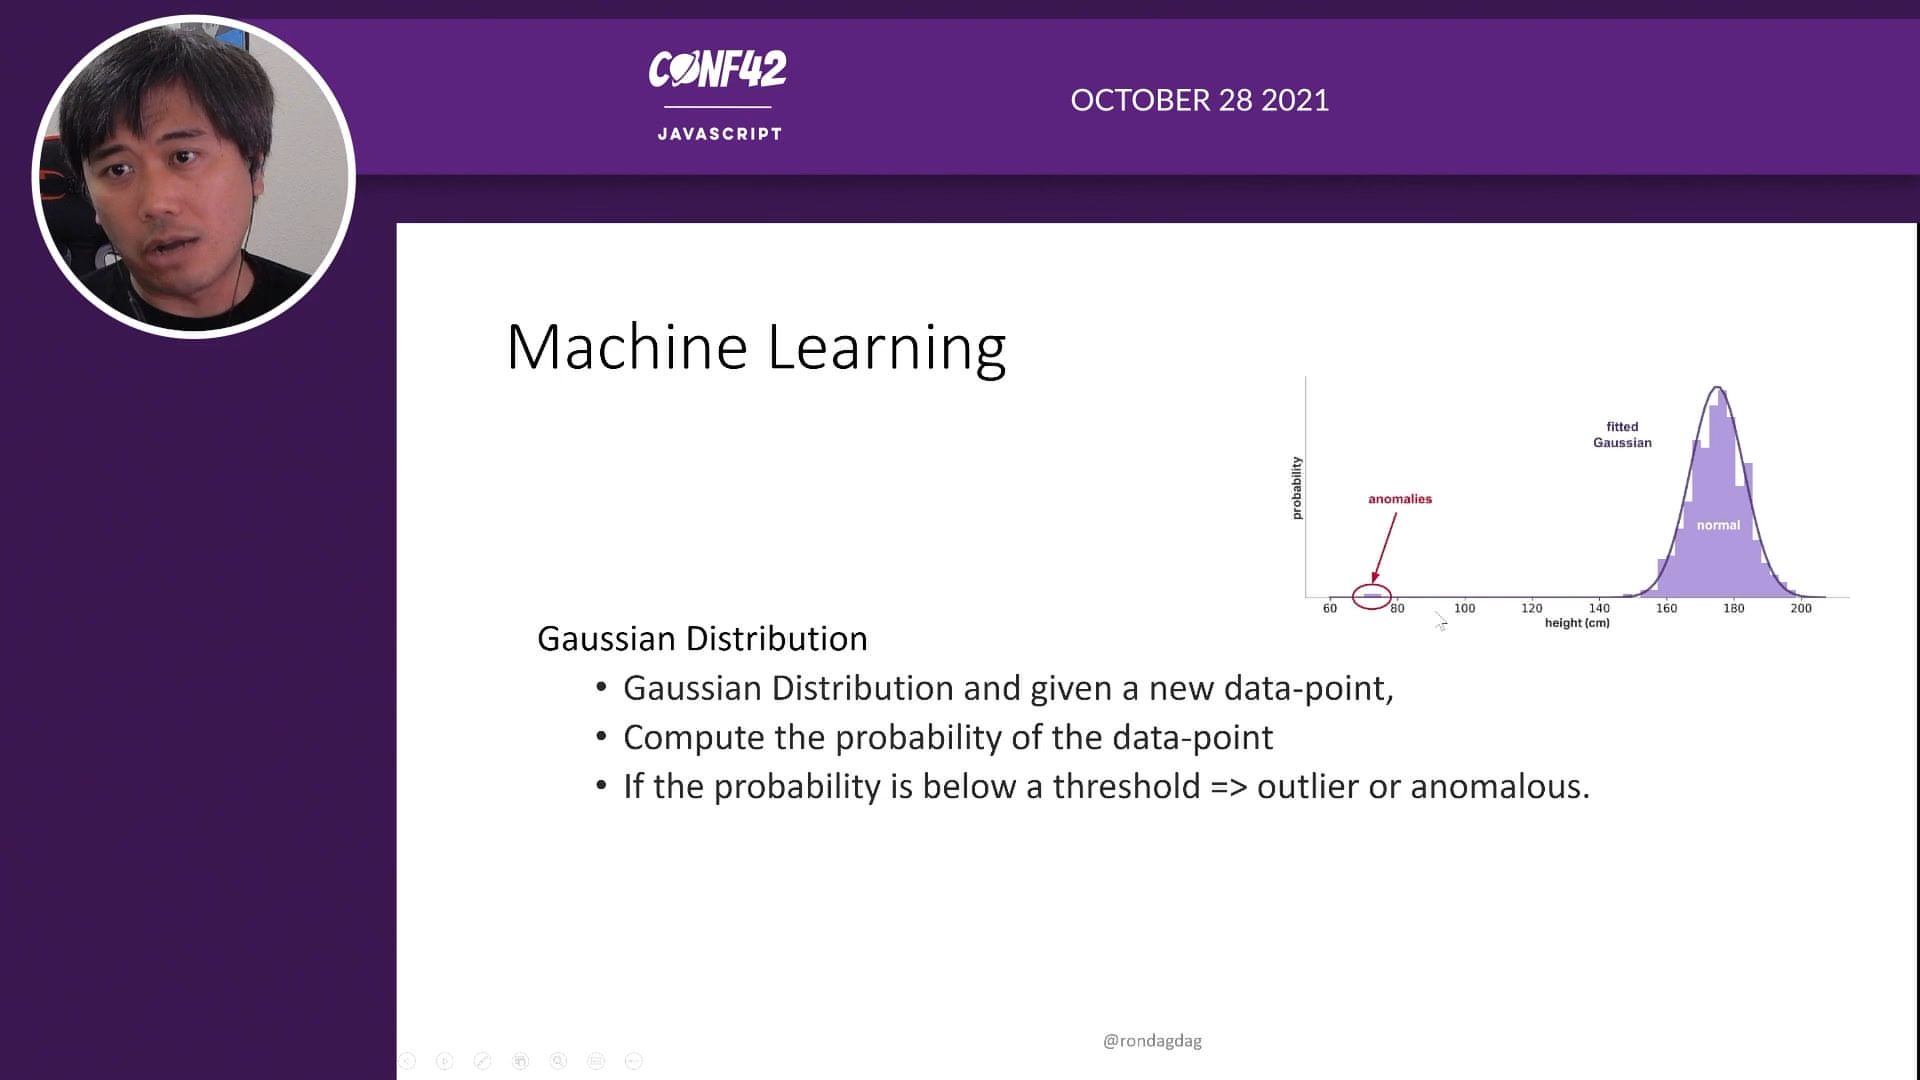 CONF42
JAVASCRIPT
OCTOBER 28 2021
Machine Learning
fitted
Gaussian
anomalies
normal
probability
60 80 100 120 140 160 180 200
height (cm)
Gaussian Distribution
• Gaussian Distribution and given a new data-point,
• Compute the probability of the data-point
• If the probability is below a threshold => outlier or anomalous.
@rondagdag